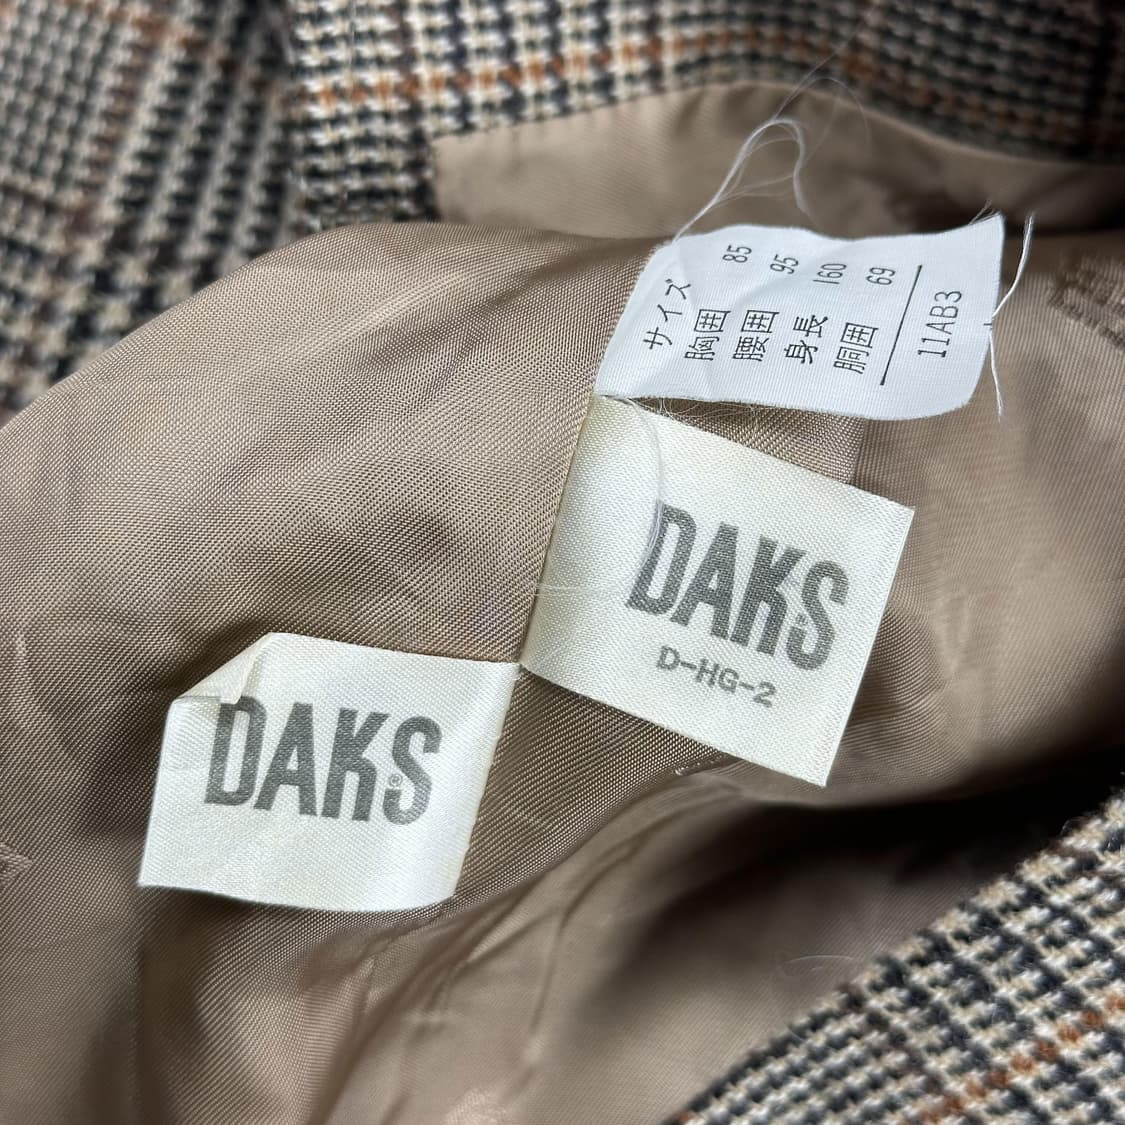 サイズ
胸囲 85
腰囲 95
身長 160
胴囲 69
11AB3
DAKS
D-HG-2
DAKS®